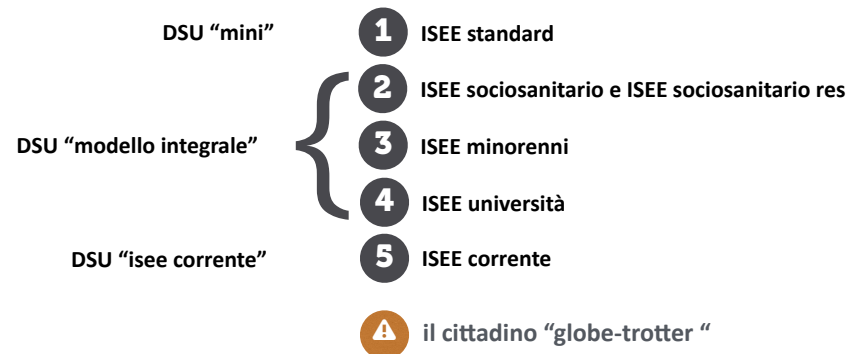 DSU “mini” 1 ISEE standard
2 ISEE sociosanitario e ISEE sociosanitario res
DSU “modello integrale” 3 ISEE minorenni
4 ISEE università
DSU “isee corrente” 5 ISEE corrente
il cittadino “globe-trotter “